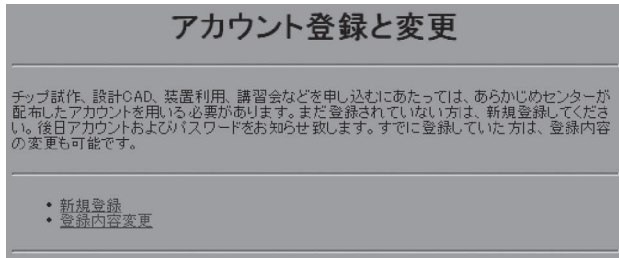 アカウント登録と変更
チップ試作、設計CAD、装置利用、講習会などを申し込むにあたっては、あらかじめセンターが
配布したアカウントを用いる必要があります。まだ登録されていない方は、新規登録してくださ
い。後日アカウントおよびパスワードをお知らせ致します。すでに登録していた方は、登録内容
の変更も可能です。
• 新規登録
• 登録内容変更